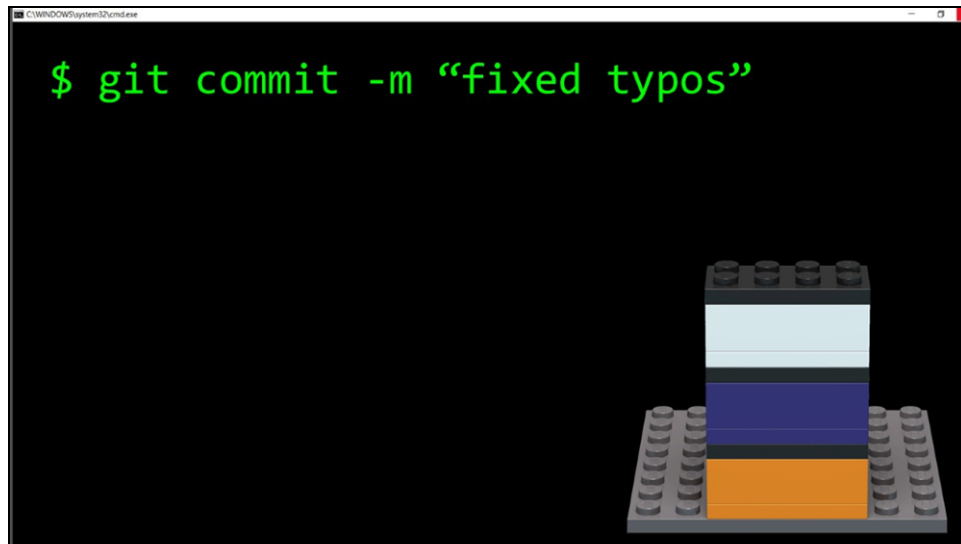 C:\WINDOWS\system32\cmd.exe
$ git commit -m “fixed typos”